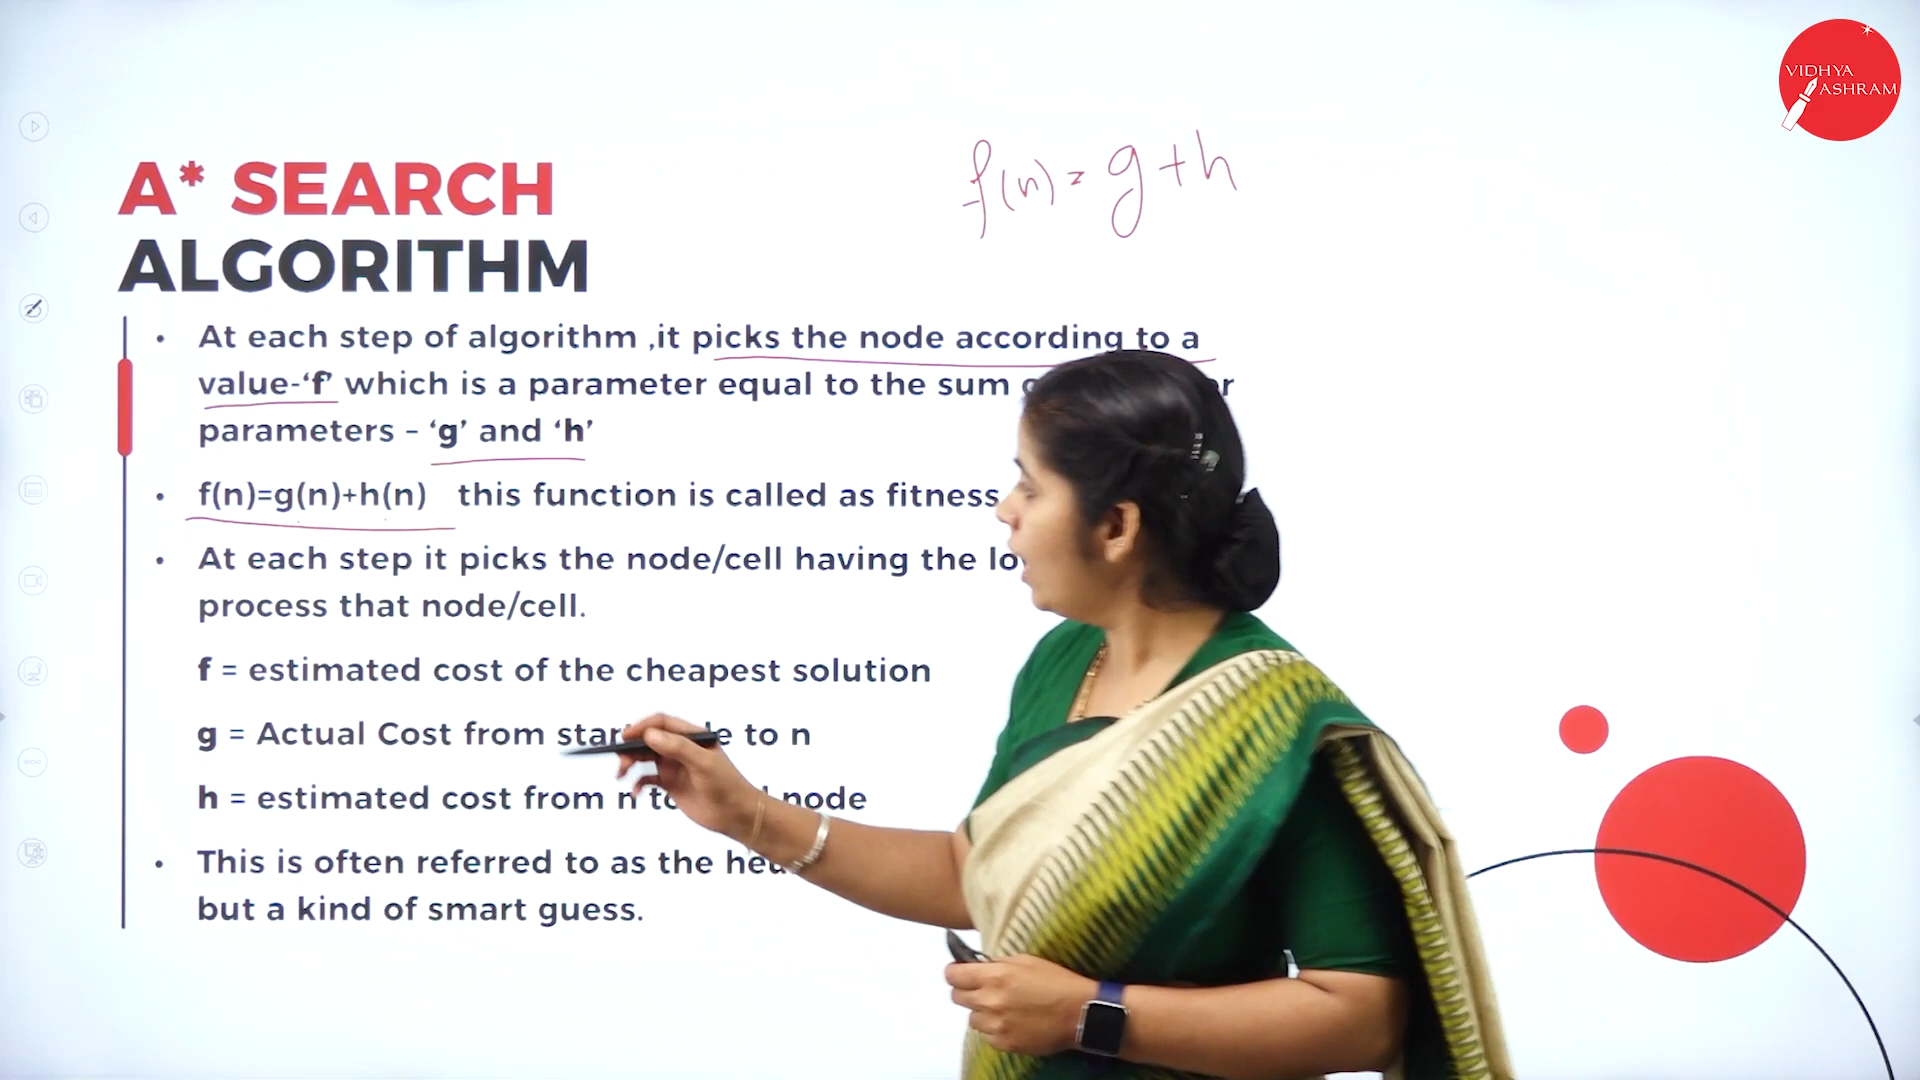 VIDHYA
ASHRAM
f(n) = g+h
A* SEARCH
ALGORITHM
• At each step of algorithm ,it picks the node according to a
value-‘f’ which is a parameter equal to the sum
parameters - ‘g’ and ‘h’
• f(n)=g(n)+h(n) this function is called as fitness
• At each step it picks the node/cell having the
process that node/cell.
f = estimated cost of the cheapest solution
g = Actual Cost from to n
h = estimated cost from n node
• This is often referred to as the
but a kind of smart guess.